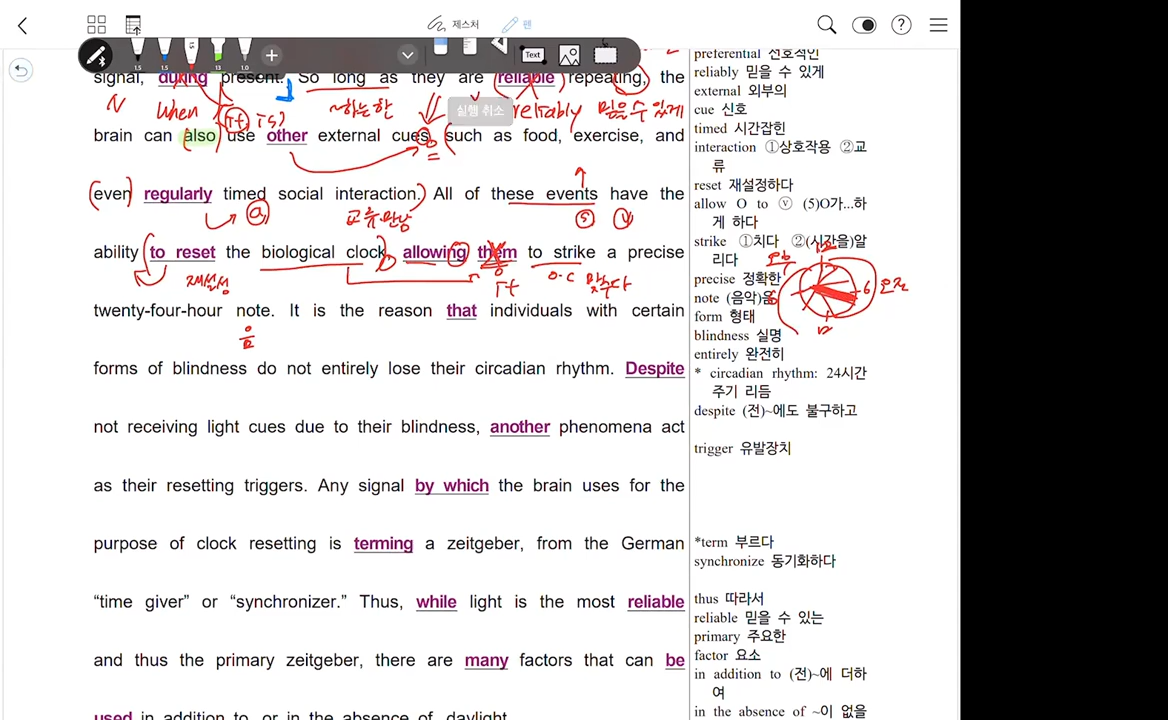 제스처
펜
Text
실행 취소
signal, during present. So long as they are reliable repeating, the
N When T.f T.S reliably 믿을수있게
~하는한
brain can also use other external cues, such as food, exercise, and
even regularly timed social interaction. All of these events have the
a 교류만남 S V
ability to reset the biological clock, allowing them to strike a precise
재설정 it O.C 맞추다
twenty-four-hour note. It is the reason that individuals with certain
음
forms of blindness do not entirely lose their circadian rhythm. Despite
not receiving light cues due to their blindness, another phenomena act
as their resetting triggers. Any signal by which the brain uses for the
purpose of clock resetting is terming a zeitgeber, from the German
“time giver” or “synchronizer.” Thus, while light is the most reliable
and thus the primary zeitgeber, there are many factors that can be
used in addition to, or in the absence of, daylight.
preferential 선호적인
reliably 믿을 수 있게
external 외부의
cue 신호
timed 시간잡힌
interaction ①상호작용 ②교
류
reset 재설정하다
allow O to ⓥ (5)O가...하
게 하다
strike ①치다 ②(시간을)알
리다
precise 정확한
note (음악)음
form 형태
blindness 실명
entirely 완전히
* circadian rhythm: 24시간
주기 리듬
despite (전)~에도 불구하고
trigger 유발장치
*term 부르다
synchronize 동기화하다
thus 따라서
reliable 믿을 수 있는
primary 주요한
factor 요소
in addition to (전)~에 더하
여
in the absence of ~이 없을
12
오후
6 오전
12